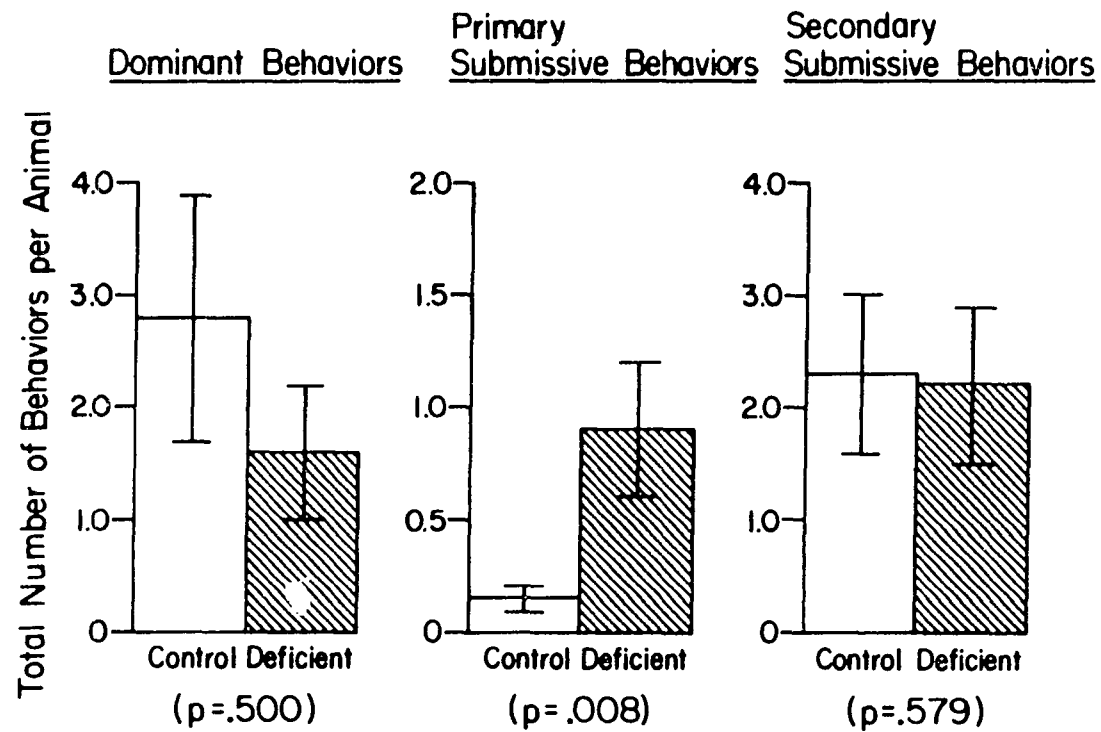 Dominant Behaviors
Primary
Submissive Behaviors
Secondary
Submissive Behaviors
Total Number of Behaviors per Animal
4.0
3.0
2.0
1.0
0
2.0
1.5
1.0
0.5
0
4.0
3.0
2.0
1.0
0
Control Deficient
Control Deficient
Control Deficient
(p=.500)
(p=.008)
(p=.579)